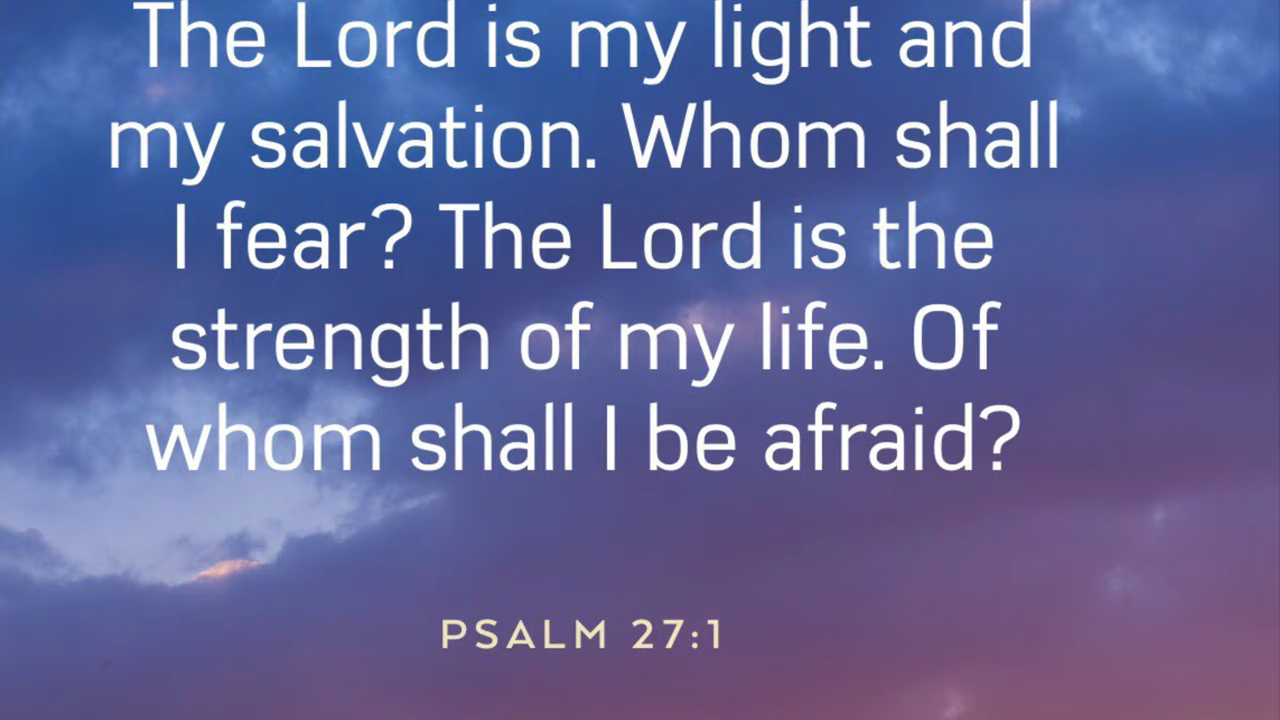 The Lord is my light and
my salvation. Whom shall
I fear? The Lord is the
strength of my life. Of
whom shall I be afraid?
PSALM 27:1